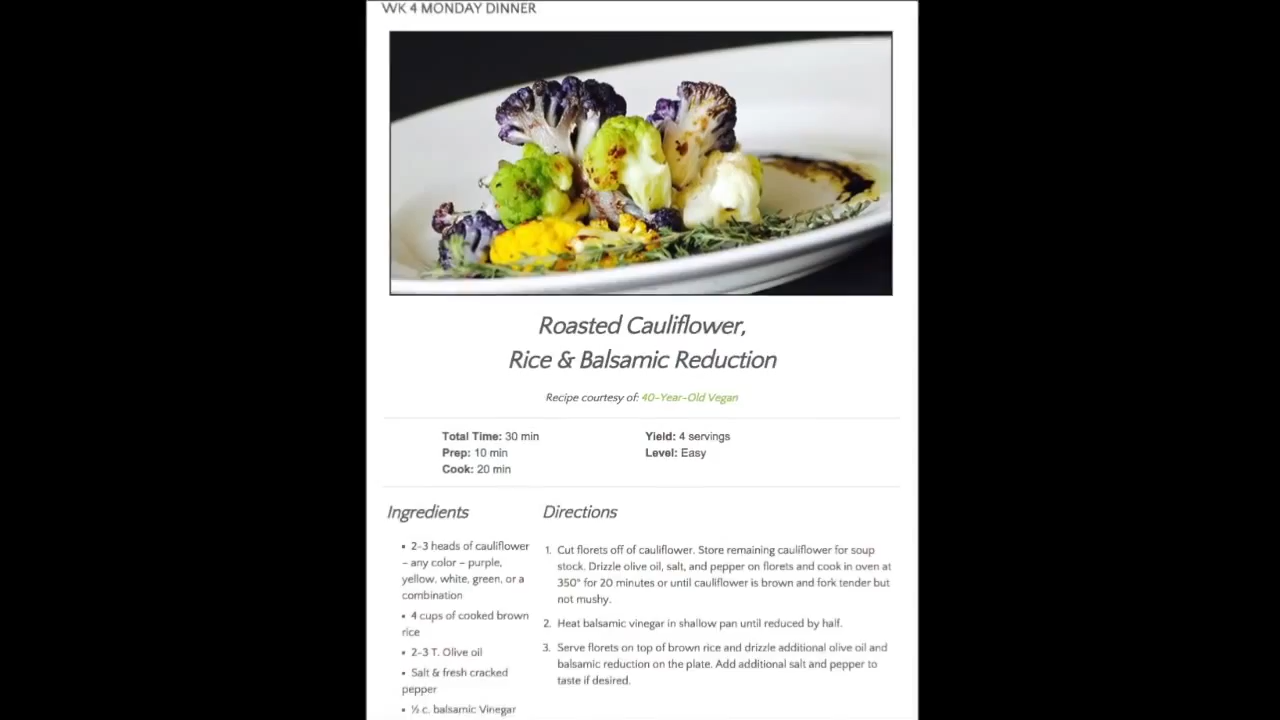 WK 4 MONDAY DINNER
Roasted Cauliflower,
Rice & Balsamic Reduction
Recipe courtesy of: 40-Year-Old Vegan
Total Time: 30 min
Prep: 10 min
Cook: 20 min
Yield: 4 servings
Level: Easy
Ingredients
▪ 2-3 heads of cauliflower
– any color – purple,
yellow, white, green, or a
combination
▪ 4 cups of cooked brown
rice
▪ 2-3 T. Olive oil
▪ Salt & fresh cracked
pepper
▪ ½ c. balsamic Vinegar
Directions
1. Cut florets off of cauliflower. Store remaining cauliflower for soup
stock. Drizzle olive oil, salt, and pepper on florets and cook in oven at
350° for 20 minutes or until cauliflower is brown and fork tender but
not mushy.
2. Heat balsamic vinegar in shallow pan until reduced by half.
3. Serve florets on top of brown rice and drizzle additional olive oil and
balsamic reduction on the plate. Add additional salt and pepper to
taste if desired.